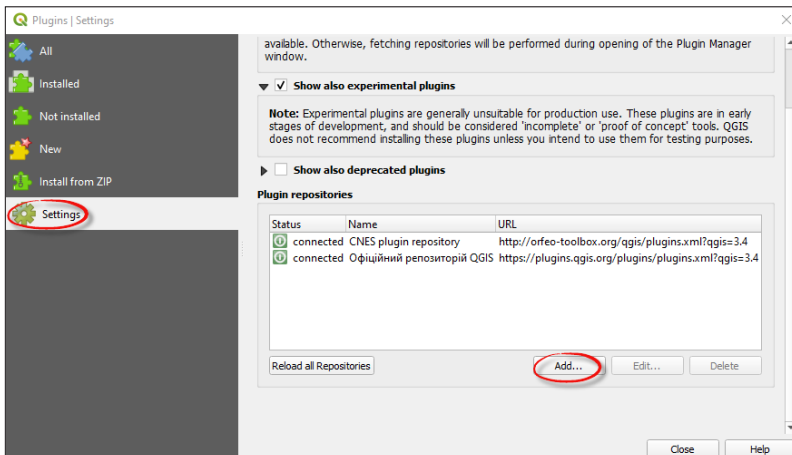 Plugins | Settings
All
Installed
Not installed
New
Install from ZIP
Settings
available. Otherwise, fetching repositories will be performed during opening of the Plugin Manager
window.
Show also experimental plugins
Note: Experimental plugins are generally unsuitable for production use. These plugins are in early
stages of development, and should be considered 'incomplete' or 'proof of concept' tools. QGIS
does not recommend installing these plugins unless you intend to use them for testing purposes.
Show also deprecated plugins
Plugin repositories
Status Name URL
connected CNES plugin repository http://orfeo-toolbox.org/qgis/plugins.xml?qgis=3.4
connected Офіційний репозиторій QGIS https://plugins.qgis.org/plugins/plugins.xml?qgis=3.4
Reload all Repositories Add... Edit... Delete
Close Help